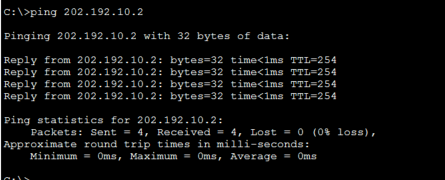 C:\>ping 202.192.10.2
Pinging 202.192.10.2 with 32 bytes of data:
Reply from 202.192.10.2: bytes=32 time<1ms TTL=254
Reply from 202.192.10.2: bytes=32 time<1ms TTL=254
Reply from 202.192.10.2: bytes=32 time<1ms TTL=254
Reply from 202.192.10.2: bytes=32 time<1ms TTL=254
Ping statistics for 202.192.10.2:
Packets: Sent = 4, Received = 4, Lost = 0 (0% loss),
Approximate round trip times in milli-seconds:
Minimum = 0ms, Maximum = 0ms, Average = 0ms
C:\>